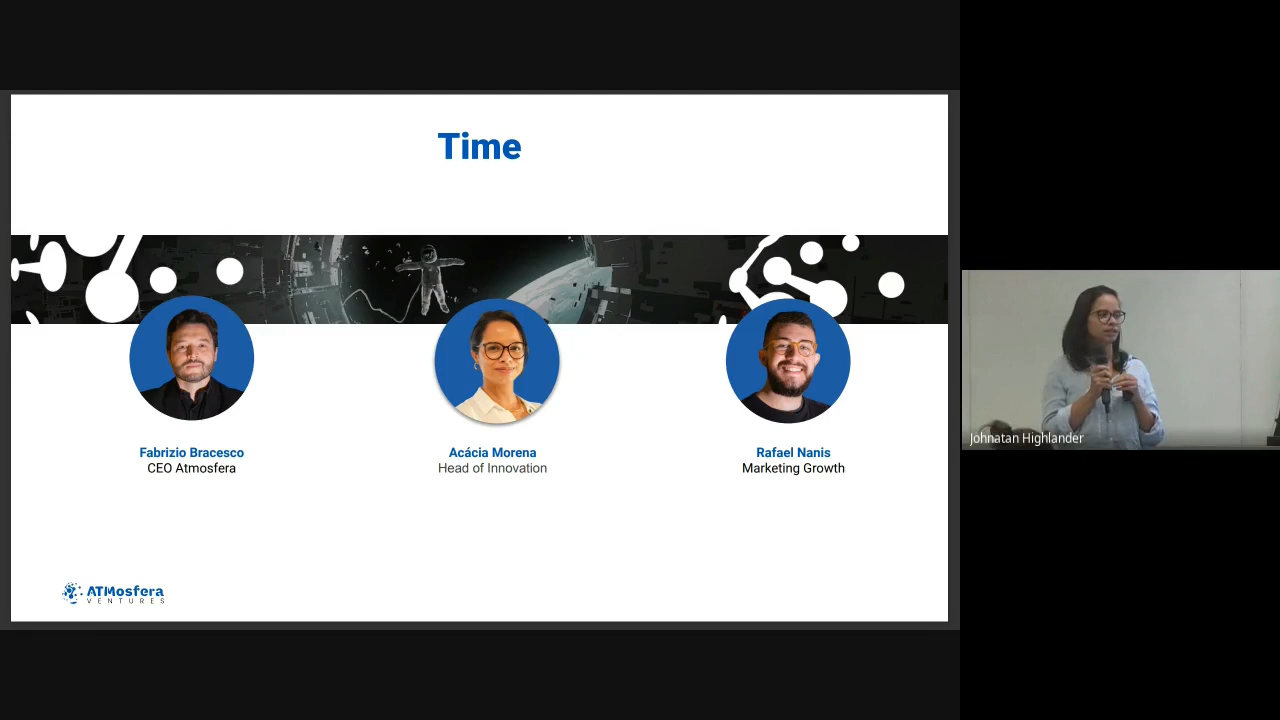 Time
Fabrizio Bracesco
CEO Atmosfera
Acácia Morena
Head of Innovation
Rafael Nanis
Marketing Growth
ATMosfera
VENTURES
Johnatan Highlander